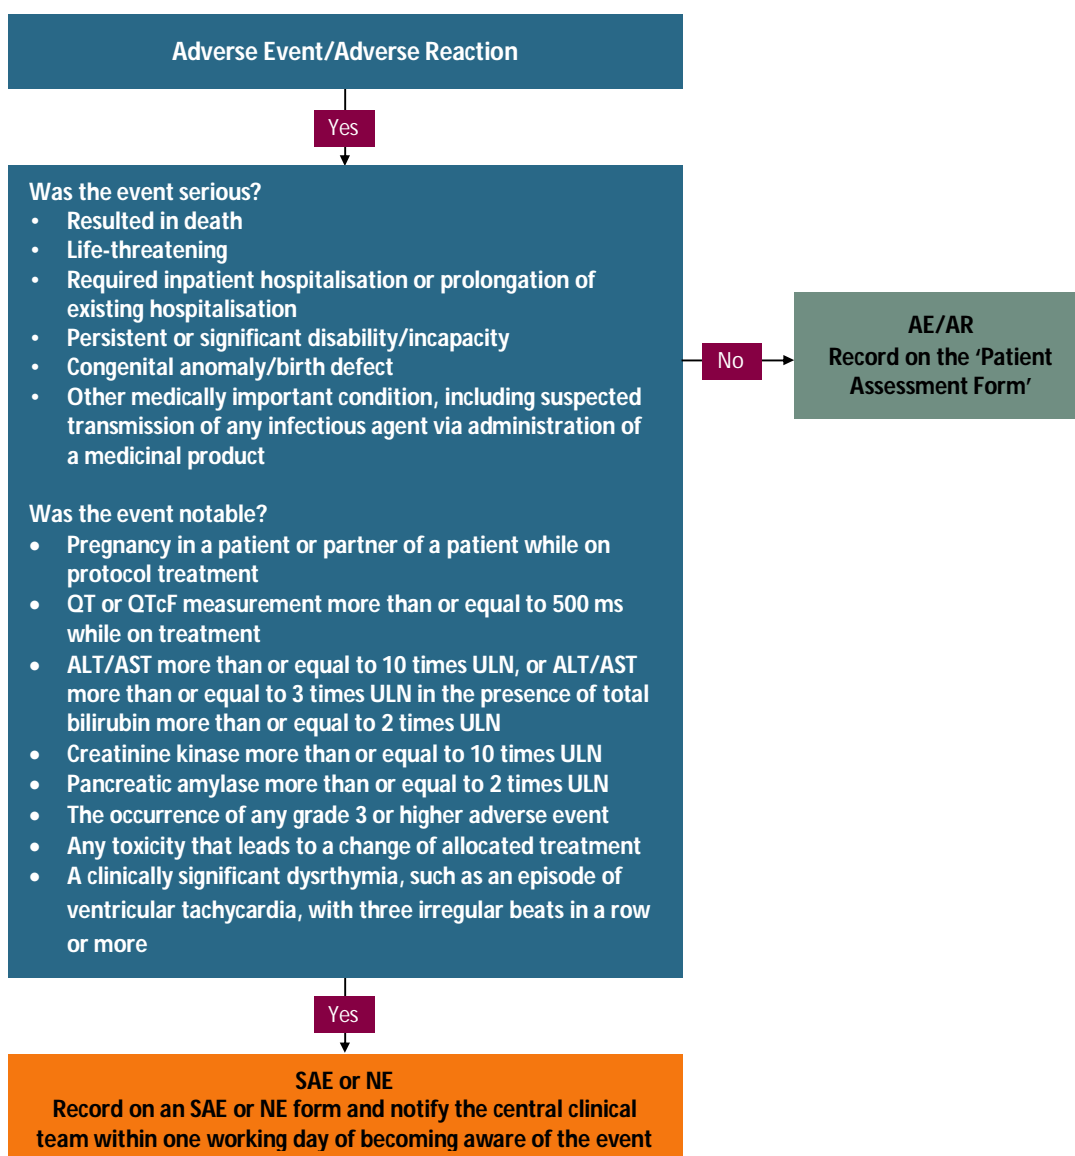 Adverse Event/Adverse Reaction
Yes
Was the event serious?
• Resulted in death
• Life-threatening
• Required inpatient hospitalisation or prolongation of
existing hospitalisation
• Persistent or significant disability/incapacity
• Congenital anomaly/birth defect
• Other medically important condition, including suspected
transmission of any infectious agent via administration of
a medicinal product
No
AE/AR
Record on the ‘Patient
Assessment Form’
Was the event notable?
• Pregnancy in a patient or partner of a patient while on
protocol treatment
• QT or QTcF measurement more than or equal to 500 ms
while on treatment
• ALT/AST more than or equal to 10 times ULN, or ALT/AST
more than or equal to 3 times ULN in the presence of total
bilirubin more than or equal to 2 times ULN
• Creatinine kinase more than or equal to 10 times ULN
• Pancreatic amylase more than or equal to 2 times ULN
• The occurrence of any grade 3 or higher adverse event
• Any toxicity that leads to a change of allocated treatment
• A clinically significant dysrthymia, such as an episode of
ventricular tachycardia, with three irregular beats in a row
or more
Yes
SAE or NE
Record on an SAE or NE form and notify the central clinical
team within one working day of becoming aware of the event